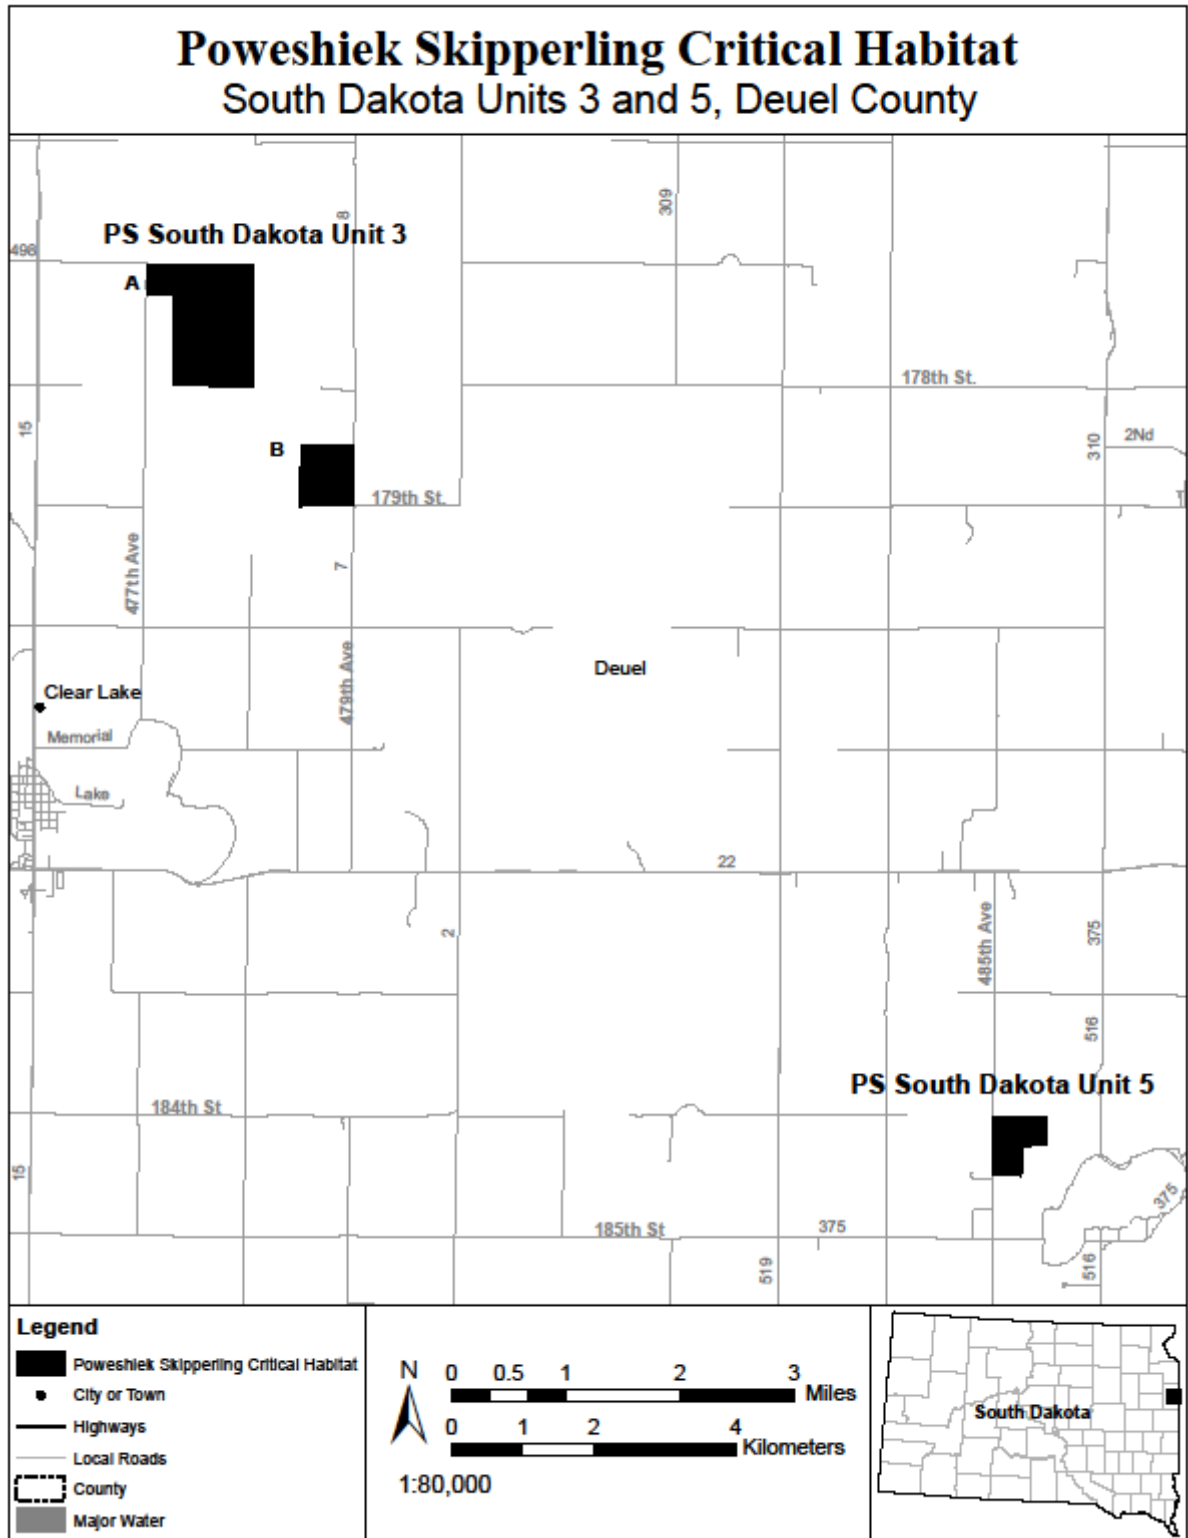 Poweshiek Skipperling Critical Habitat
South Dakota Units 3 and 5, Deuel County
8
309
PS South Dakota Unit 3
498
A
178th St.
15
B
2Nd
310
179th St.
477th Ave
7
479th Ave
Deuel
Clear Lake
Memorial
Lake
22
2
485th Ave
375
516
PS South Dakota Unit 5
184th St
15
375
185th St
375
519
516
Legend
Poweshiek Skipperling Critical Habitat
City or Town
Highways
Local Roads
County
Major Water
N
0 0.5 1 2 3
Miles
0 1 2 4
Kilometers
1:80,000
South Dakota